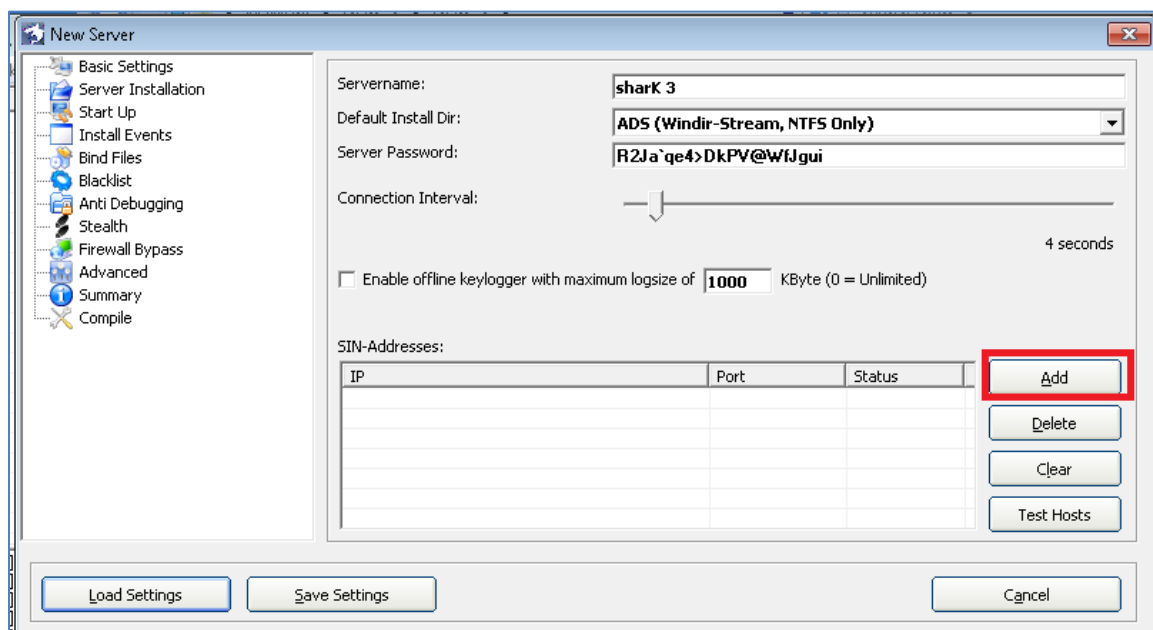 New Server
Basic Settings
Server Installation
Start Up
Install Events
Bind Files
Blacklist
Anti Debugging
Stealth
Firewall Bypass
Advanced
Summary
Compile
Servername: sharK 3
Default Install Dir: ADS (Windir-Stream, NTFS Only)
Server Password: R2Ja`qe4>DkPV@WfJgui
Connection Interval:
4 seconds
Enable offline keylogger with maximum logsize of 1000 KByte (0 = Unlimited)
SIN-Addresses:
IP Port Status
Add
Delete
Clear
Test Hosts
Load Settings Save Settings Cancel